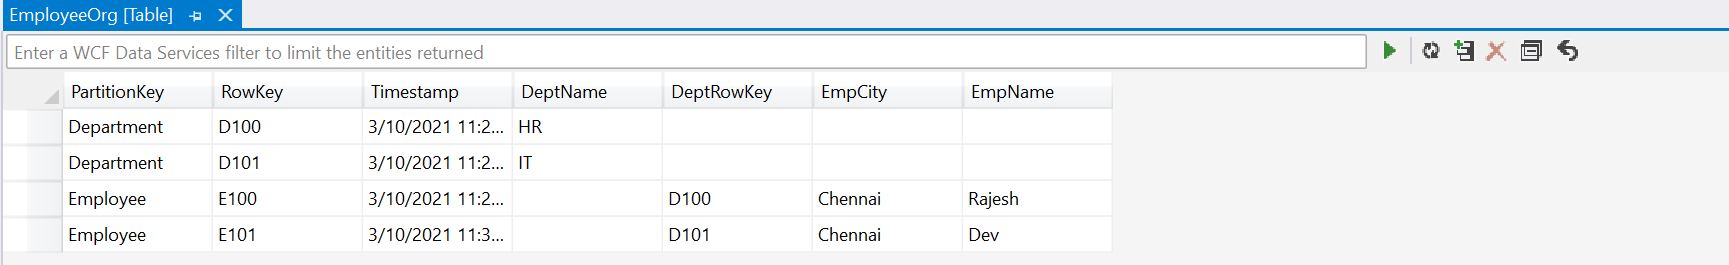 EmployeeOrg [Table]
Enter a WCF Data Services filter to limit the entities returned
PartitionKey RowKey Timestamp DeptName DeptRowKey EmpCity EmpName
Department D100 3/10/2021 11:2... HR
Department D101 3/10/2021 11:2... IT
Employee E100 3/10/2021 11:2... D100 Chennai Rajesh
Employee E101 3/10/2021 11:3... D101 Chennai Dev